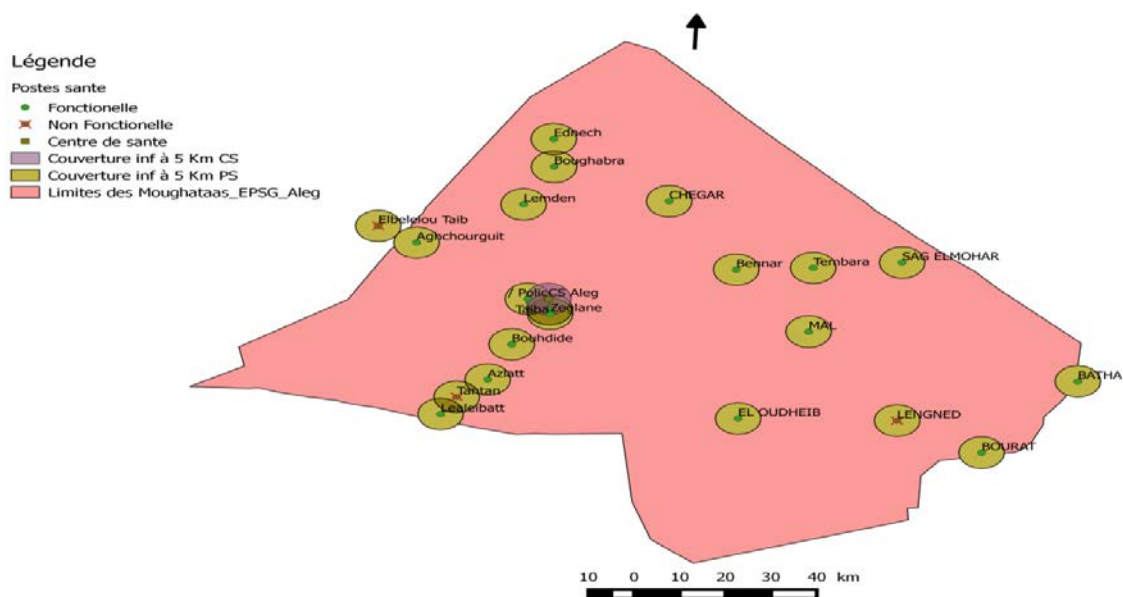 Légende
Postes sante
Fonctionelle
Non Fonctionelle
Centre de sante
Couverture inf à 5 Km CS
Couverture inf à 5 Km PS
Limites des Moughataas_EPSG_Aleg
Ednech
Boughabra
Lemden
CHEGAR
Elbeleiou Taib
Aghchourguit
Bennar
Tembara
SAG ELMOHAR
CS Aleg
Zeglane
Bouhdide
MAL
Azlatt
Tantan
Lealeibatt
BATHA
EL OUDHEIB
LENGNED
BOURAT
10 0 10 20 30 40 km